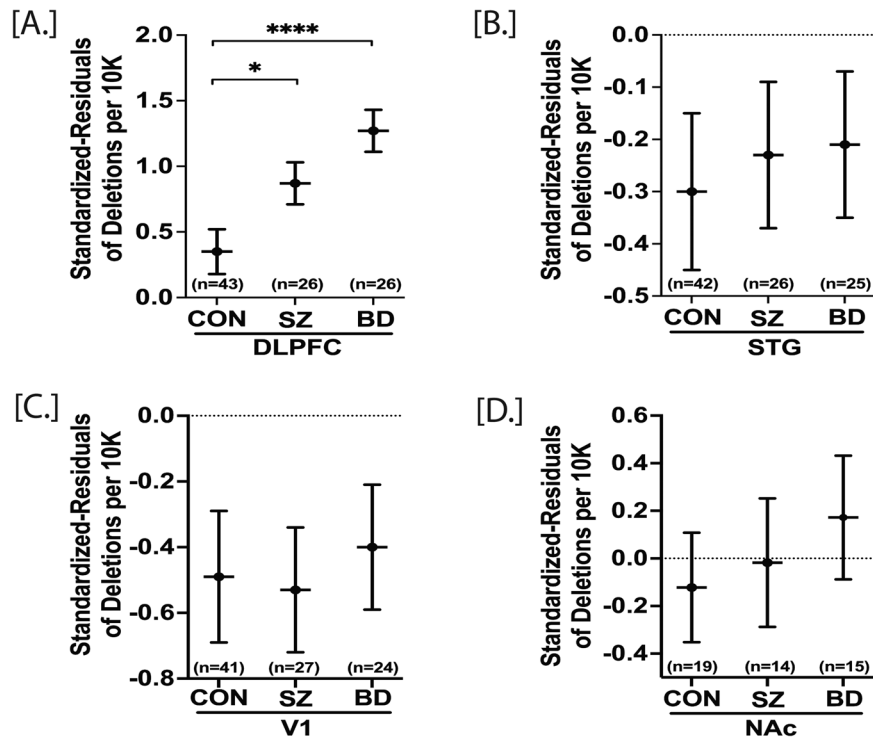 [A.]
Standardized-Residuals
of Deletions per 10K
2.0
1.5
1.0
0.5
0.0
****
*
(n=43) (n=26) (n=26)
CON SZ BD
DLPFC
[B.]
Standardized-Residuals
of Deletions per 10K
0.0
-0.1
-0.2
-0.3
-0.4
-0.5
(n=42) (n=26) (n=25)
CON SZ BD
STG
[C.]
Standardized-Residuals
of Deletions per 10K
0.0
-0.2
-0.4
-0.6
-0.8
(n=41) (n=27) (n=24)
CON SZ BD
V1
[D.]
Standardized-Residuals
of Deletions per 10K
0.6
0.4
0.2
0.0
-0.2
-0.4
(n=19) (n=14) (n=15)
CON SZ BD
NAc